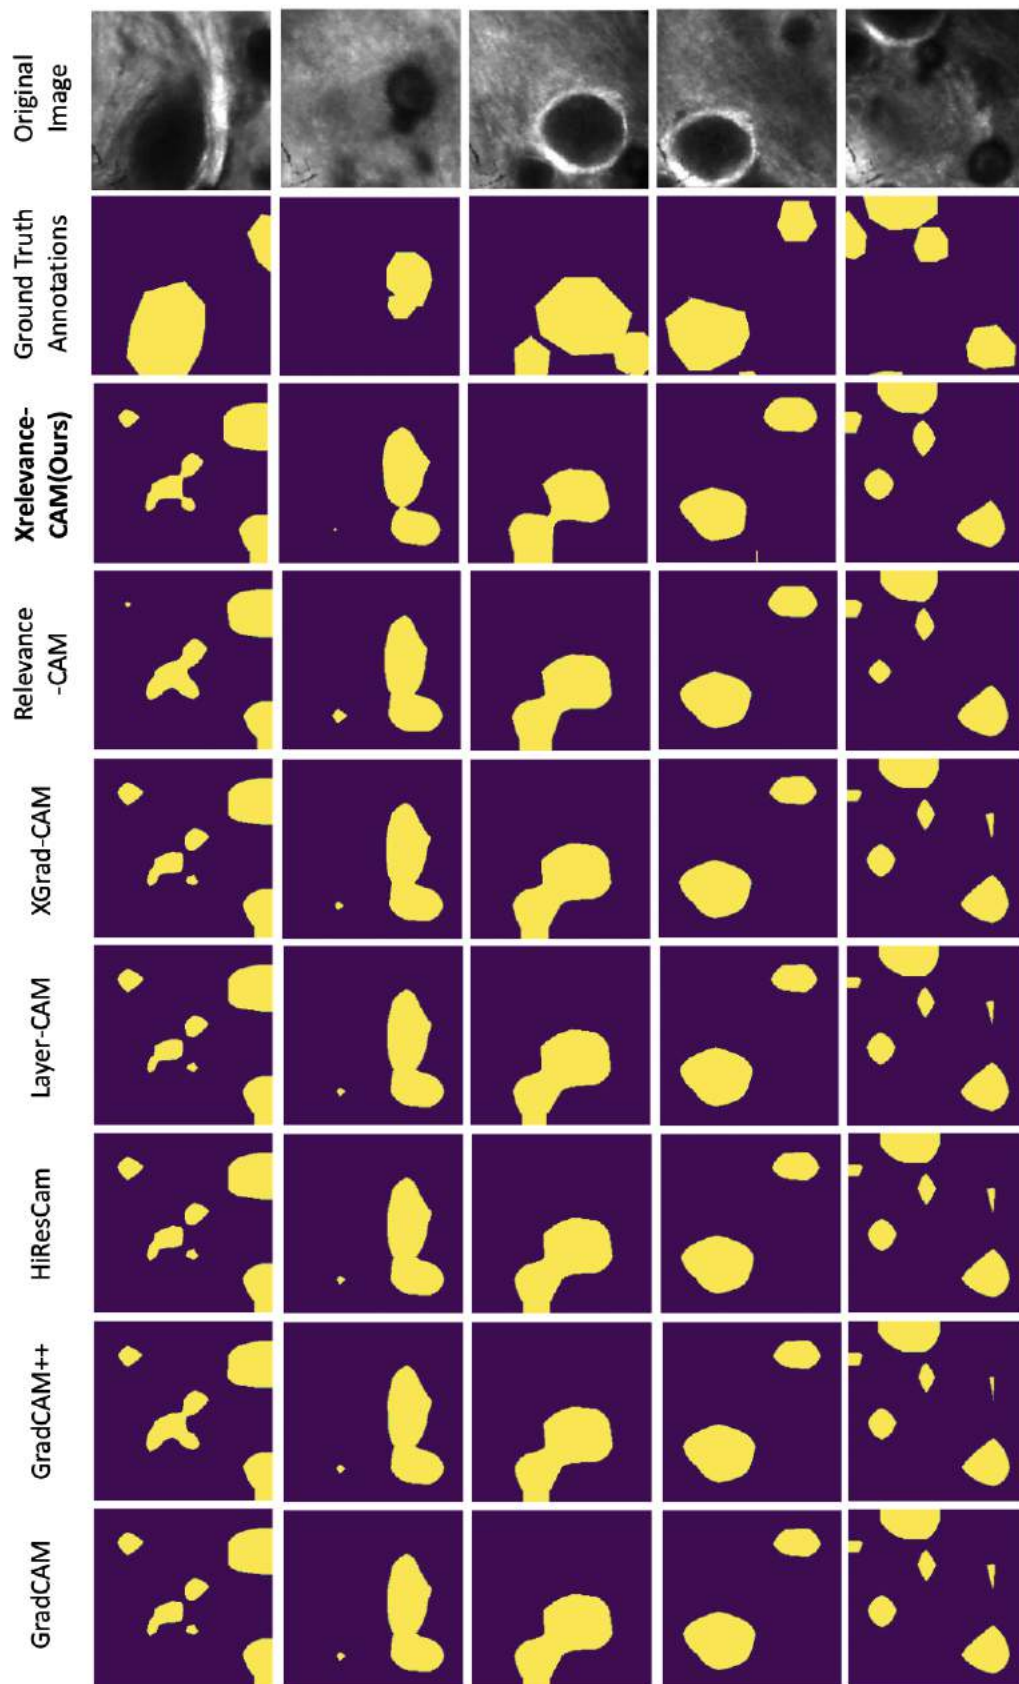 Original
Image
Ground Truth
Annotations
Xrelevance-
CAM(Ours)
Relevance
-CAM
XGrad-CAM
Layer-CAM
HiResCam
GradCAM++
GradCAM